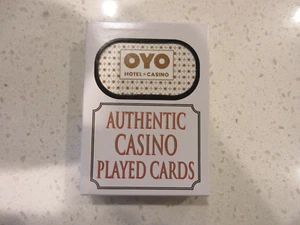 OYO
HOTEL & CASINO
AUTHENTIC
CASINO
PLAYED CARDS